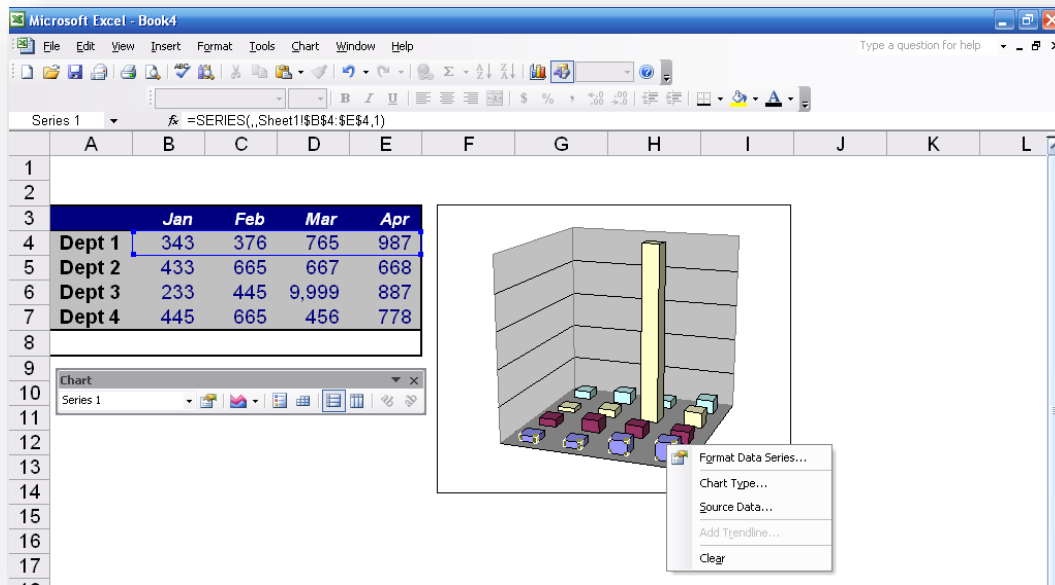 Microsoft Excel - Book4
File Edit View Insert Format Tools Chart Window Help Type a question for help
B I U $ % ,
Series 1 fx =SERIES(,,Sheet1!$B$4:$E$4,1)
A B C D E F G H I J K L
1
2
3 Jan Feb Mar Apr
4 Dept 1 343 376 765 987
5 Dept 2 433 665 667 668
6 Dept 3 233 445 9,999 887
7 Dept 4 445 665 456 778
8
9
Chart
10
Series 1
11
12
Format Data Series...
13
Chart Type...
14
Source Data...
15
Add Trendline...
16
Clear
17